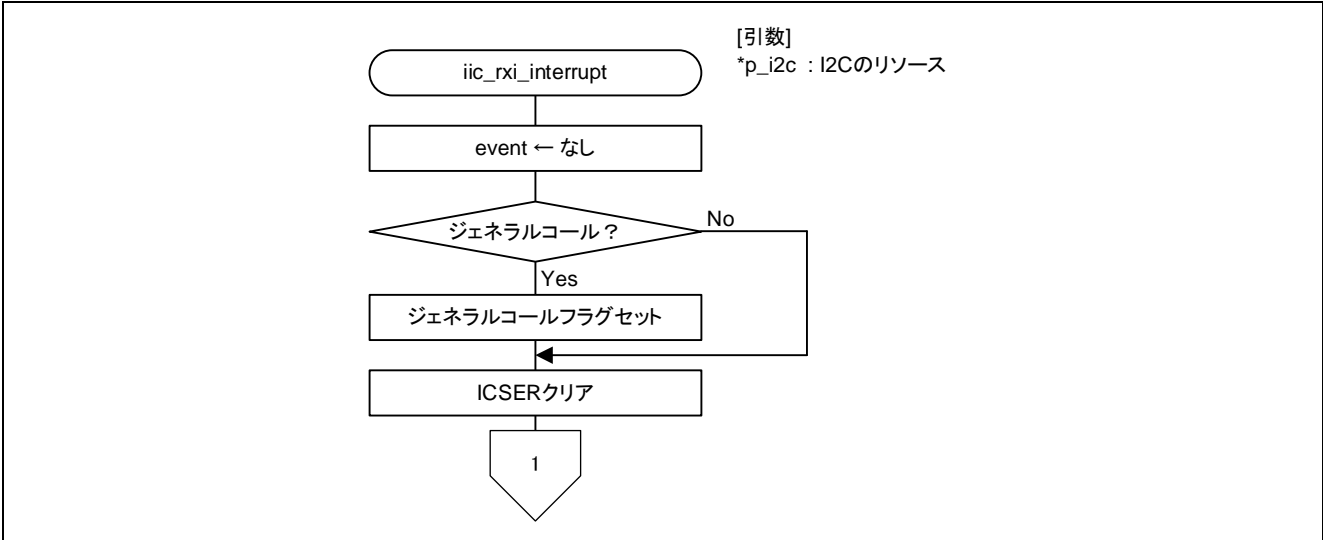 [引数]
*p_i2c : I2Cのリソース
iic_rxi_interrupt
event ← なし
ジェネラルコール？
No
Yes
ジェネラルコールフラグセット
ICSERクリア
1